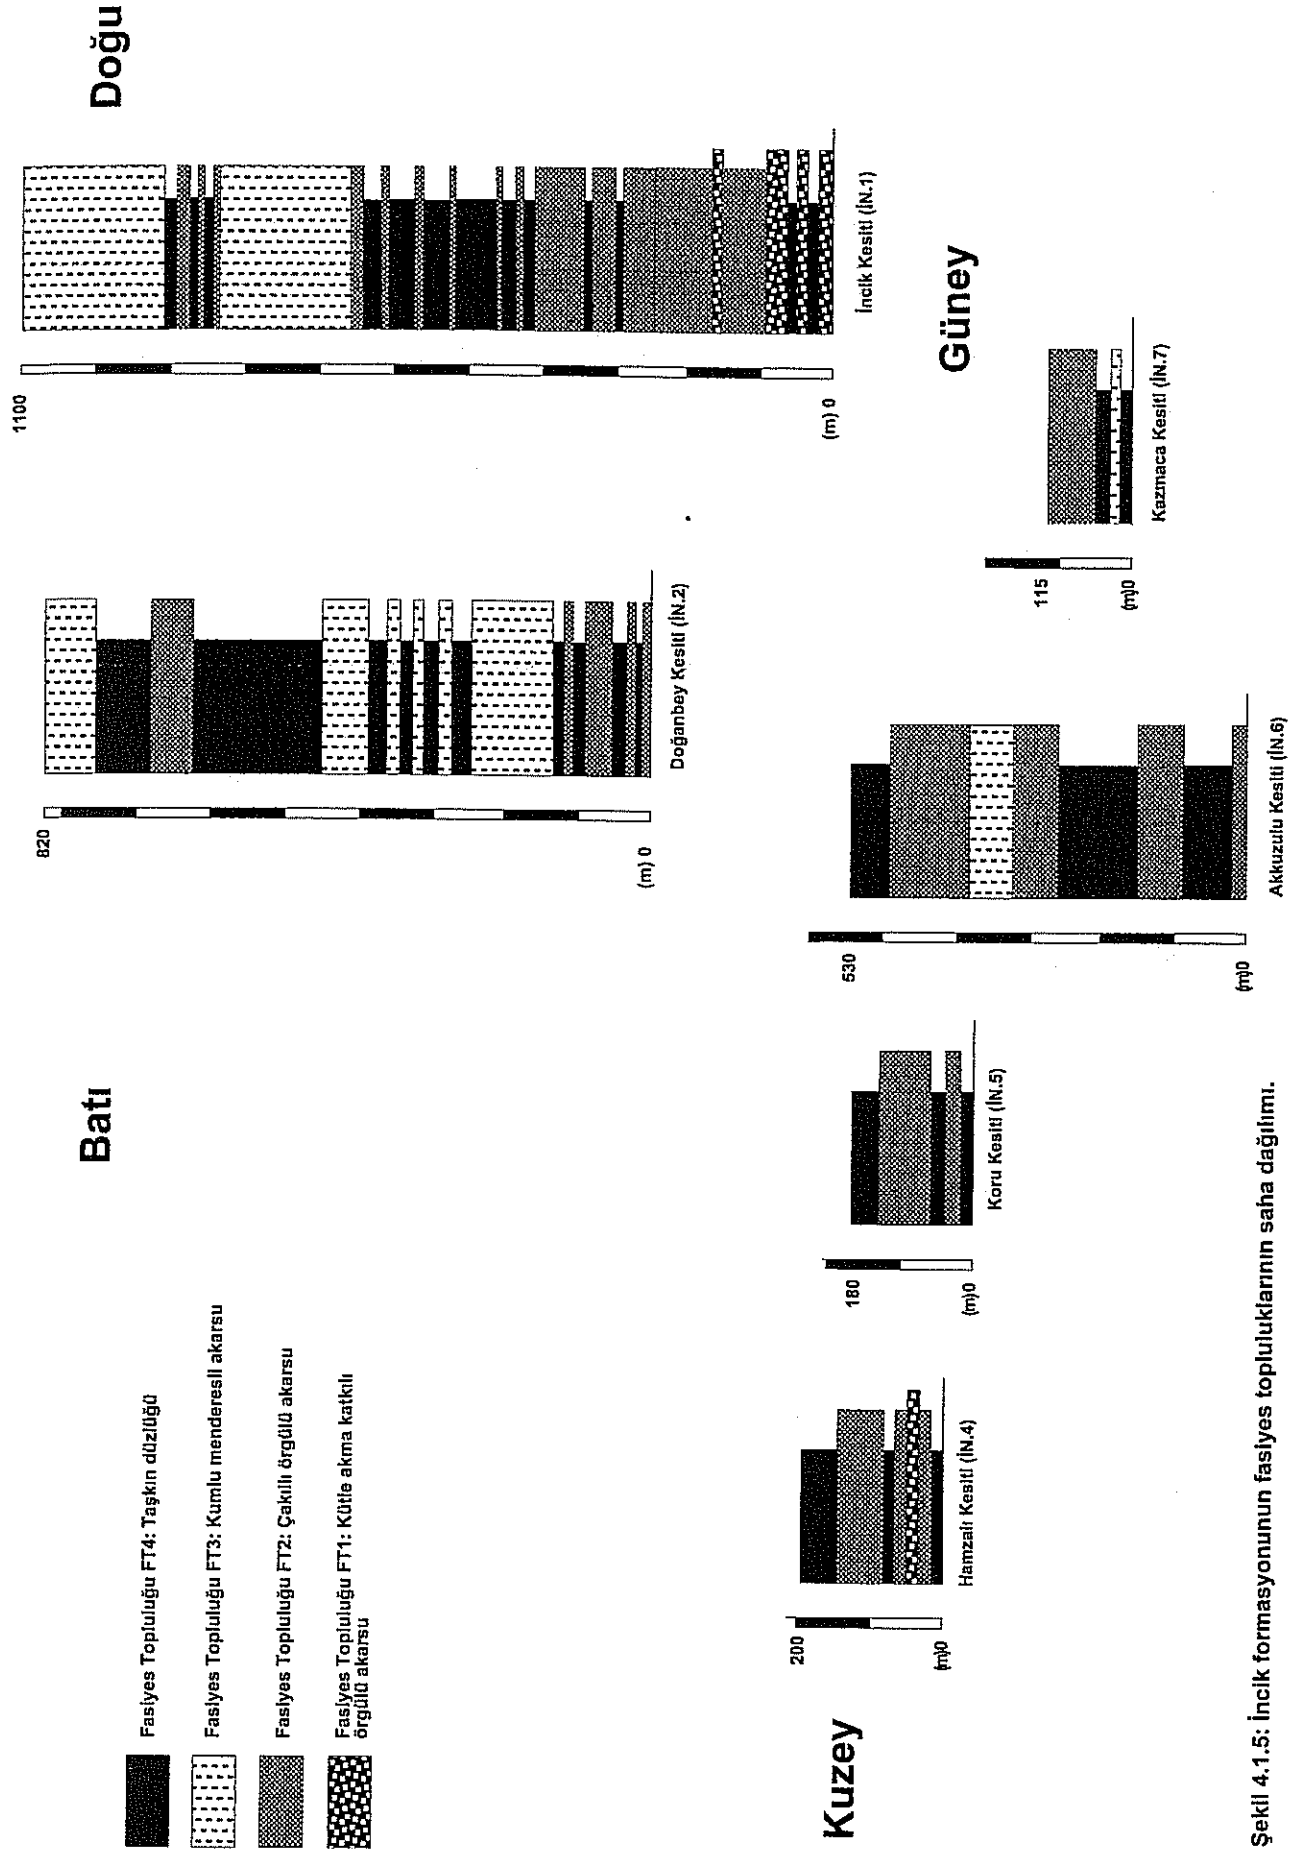 Batı
Doğu
Fasiyes Topluluğu FT4: Taşkın düzlüğü
Fasiyes Topluluğu FT3: Kumlu menderesli akarsu
Fasiyes Topluluğu FT2: Çakıllı örgülü akarsu
Fasiyes Topluluğu FT1: Kütle akma katkılı
örgülü akarsu
820
(m) 0
Doğanbey Kesiti (İN.2)
1100
(m) 0
İncik Kesiti (İN.1)
Kuzey
Güney
200
(m)0
Hamzalı Kesiti (İN.4)
180
(m)0
Koru Kesiti (İN.5)
530
(m)0
Akkuzulu Kesiti (İN.6)
115
(m)0
Kazmaca Kesiti (İN.7)
Şekil 4.1.5: İncik formasyonunun fasiyes topluluklarının saha dağılımı.